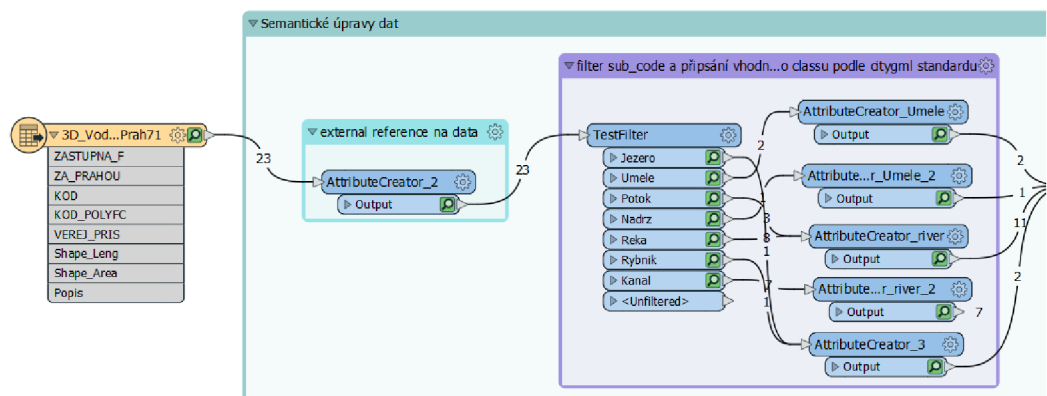 Semantické úpravy dat
filter sub_code a připsání vhodn...o classu podle citygml standardu
3D_Vod...Prah71
ZASTUPNA_F
ZA_PRAHOU
KOD
KOD_POLYFC
VEREJ_PRIS
Shape_Leng
Shape_Area
Popis
23
external reference na data
AttributeCreator_2
Output
23
TestFilter
Jezero
Umele
Potok
Nadrz
Reka
Rybnik
Kanal
<Unfiltered>
2
3
8
1
7
1
AttributeCreator_Umele
Output
2
Attribute...r_Umele_2
Output
1
AttributeCreator_river
Output
11
Attribute...r_river_2
Output
7
AttributeCreator_3
Output
2